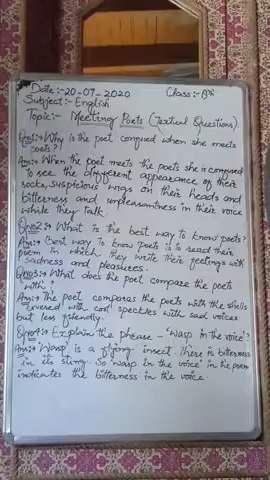 Date:- 20-07-2020 Class:- 8th
Subject:- English
Topic:- Meeting Poets (Textual Questions)
Qno1:- Why is the poet confused when she meets
poets?
Ans:- When the poet meets the poets she is confused
to see the different appearance of their
socks, suspicious wigs on their heads and
bitterness and unpleasantness in their voice
while they talk.
Qno2:- What is the best way to know poets?
Ans:- Best way to know poets is to read their
poem in which they write their feelings with
sadness and pleasures.
Qno3:- What does the poet compare the poets
with?
Ans:- The poet compares the poets with the shells
covered with cool speckles with sad voices
but less friendly.
Qno4:- Explain the phrase - 'Wasp in the voice'?
Ans:- 'Wasp' is a flying insect. There is bitterness
in its sting. So 'wasp in the voice' in the poem
indicates the bitterness in the voice